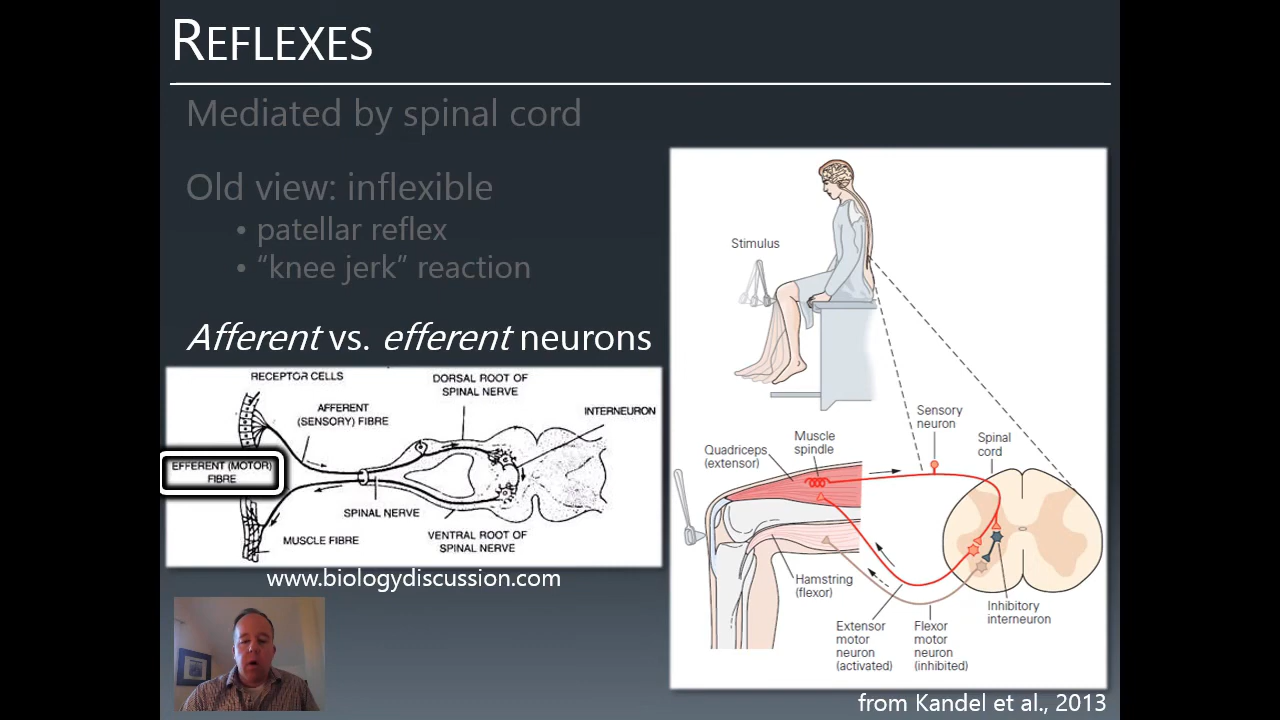 REFLEXES
Mediated by spinal cord
Old view: inflexible
• patellar reflex
• “knee jerk” reaction
Afferent vs. efferent neurons
RECEPTOR CELLS
DORSAL ROOT OF
SPINAL NERVE
AFFERENT
(SENSORY) FIBRE
INTERNEURON
EFFERENT (MOTOR)
FIBRE
SPINAL NERVE
MUSCLE FIBRE
VENTRAL ROOT OF
SPINAL NERVE
www.biologydiscussion.com
Stimulus
Sensory
neuron
Muscle
spindle
Quadriceps
(extensor)
Spinal
cord
Hamstring
(flexor)
Inhibitory
interneuron
Extensor
motor
neuron
(activated)
Flexor
motor
neuron
(inhibited)
from Kandel et al., 2013